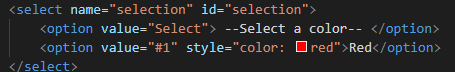 <select name="selection" id="selection">
<option value="Select"> --Select a color-- </option>
<option value="#1" style="color: red">Red</option>
</select>